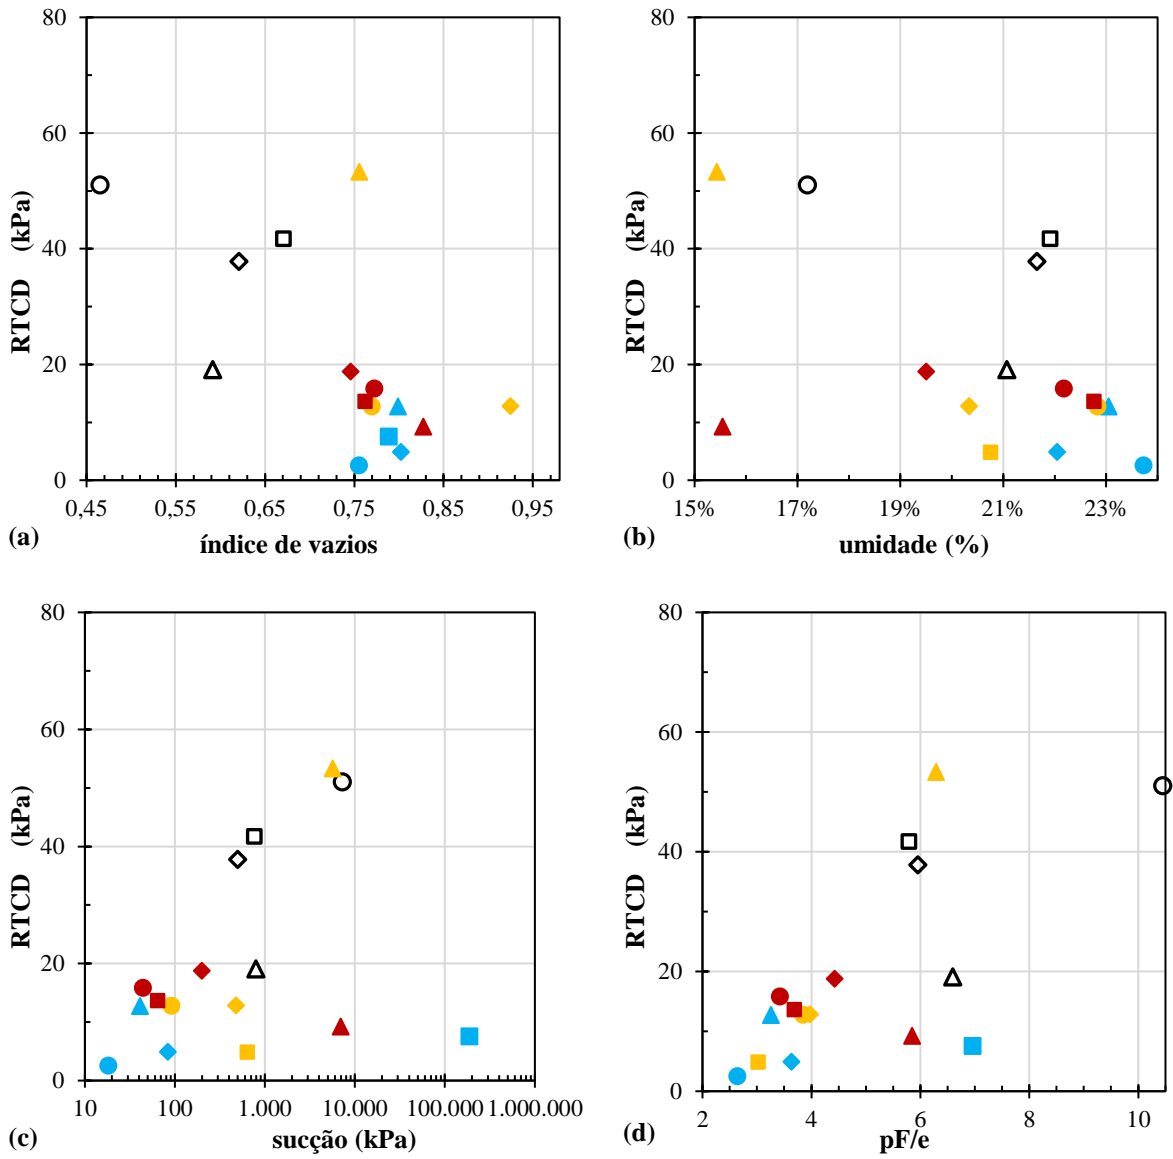 80
60
40
20
0
RTCD (kPa)
0,45 0,55 0,65 0,75 0,85 0,95
(a) índice de vazios
80
60
40
20
0
RTCD (kPa)
15% 17% 19% 21% 23%
(b) umidade (%)
80
60
40
20
0
RTCD (kPa)
10 100 1.000 10.000 100.000 1.000.000
(c) sucção (kPa)
80
60
40
20
0
RTCD (kPa)
2 4 6 8 10
(d) pF/e